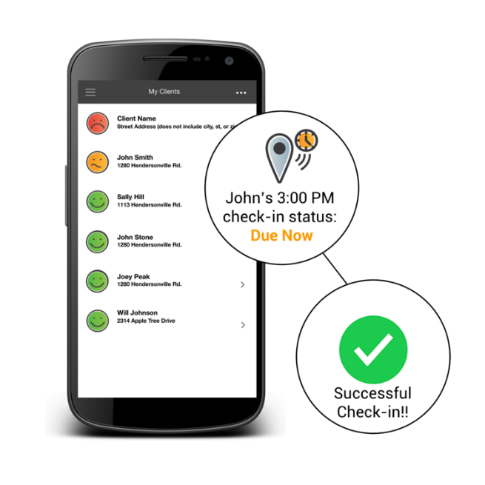 My Clients
Client Name
Street Address (does not include city, st, or
John Smith
1280 Hendersonville Rd.
Sally Hill
1113 Hendersonville Rd.
John Stone
1280 Hendersonville Rd.
Joey Peak
1280 Hendersonville Rd.
Will Johnson
2314 Apple Tree Drive
John's 3:00 PM
check-in status:
Due Now
Successful
Check-in!!